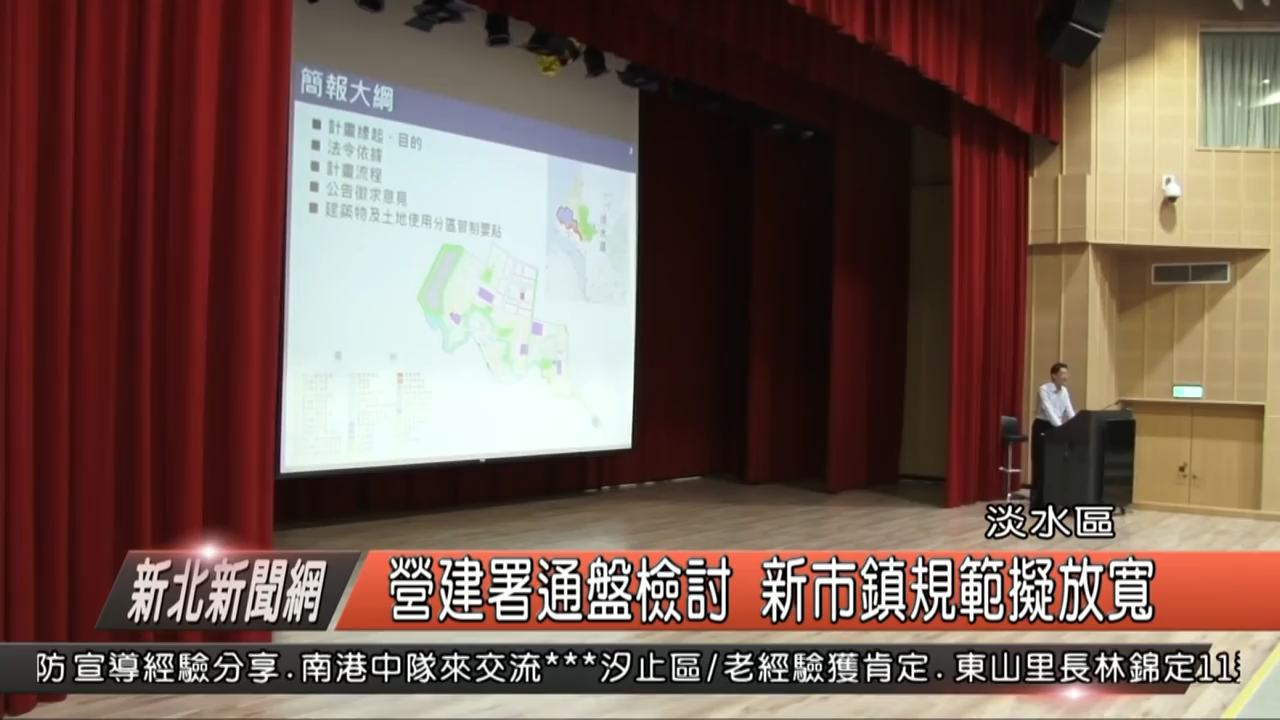 簡報大綱
■ 計畫緣起、目的
■ 法令依據
■ 計畫流程
■ 公告徵求意見
■ 建築物及土地使用分區管制要點
淡水區
新北新聞網
營建署通盤檢討 新市鎮規範擬放寬
防宣導經驗分享.南港中隊來交流***汐止區/老經驗獲肯定.東山里長林錦定11